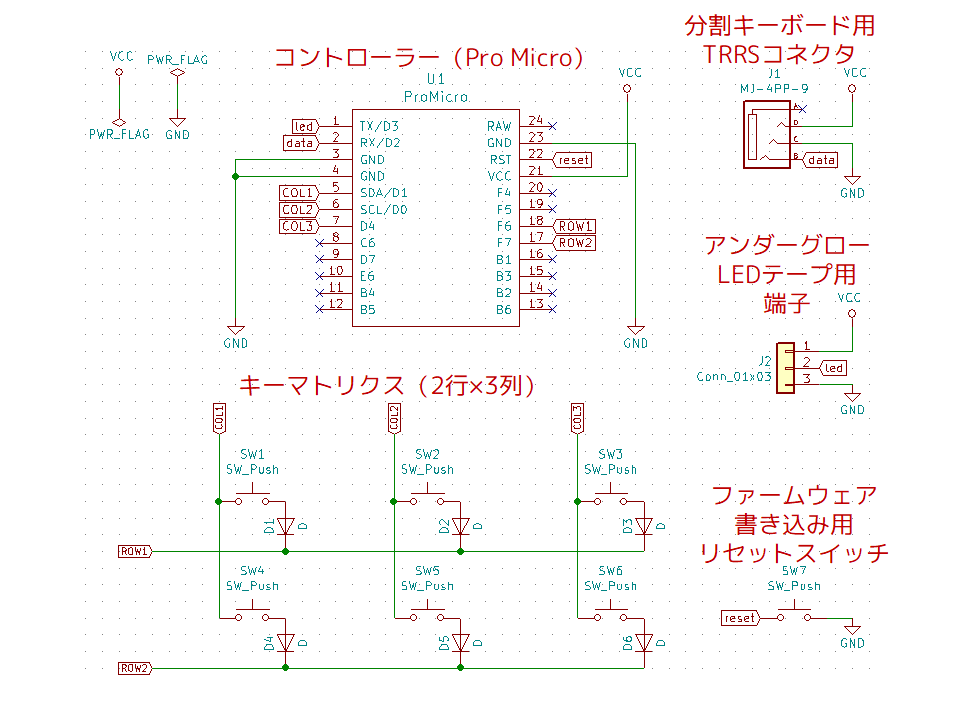 分割キーボード用
TRRSコネクタ
コントローラー（Pro Micro）
VCC
PWR_FLAG
PWR_FLAG
GND
U1
ProMicro
VCC
led
1
TX/D3
RAW
24
data
2
RX/D2
GND
23
3
GND
RST
22
reset
4
GND
VCC
21
COL1
5
SDA/D1
F4
20
COL2
6
SCL/D0
F5
19
COL3
7
D4
F6
18
ROW1
8
C6
F7
17
ROW2
9
D7
B1
16
10
E6
B3
15
11
B4
B2
14
12
B5
B6
13
GND
GND
J1
MJ-4PP-9
VCC
A
D
C
B
data
GND
アンダーグロー
LEDテープ用
端子
VCC
J2
Conn_01x03
1
2
3
led
GND
キーマトリクス（2行×3列）
COL1
COL2
COL3
SW1
SW_Push
SW2
SW_Push
SW3
SW_Push
D1
D
D2
D
D3
D
ROW1
SW4
SW_Push
SW5
SW_Push
SW6
SW_Push
D4
D
D5
D
D6
D
ROW2
ファームウェア
書き込み用
リセットスイッチ
SW7
SW_Push
reset
GND